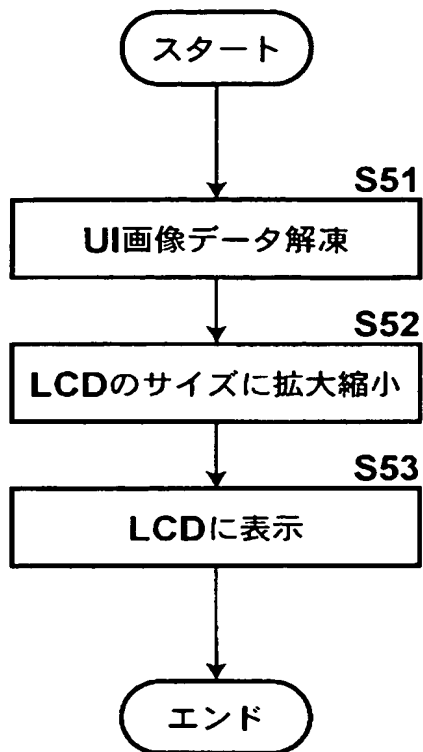 スタート
S51
UI画像データ解凍
S52
LCDのサイズに拡大縮小
S53
LCDに表示
エンド